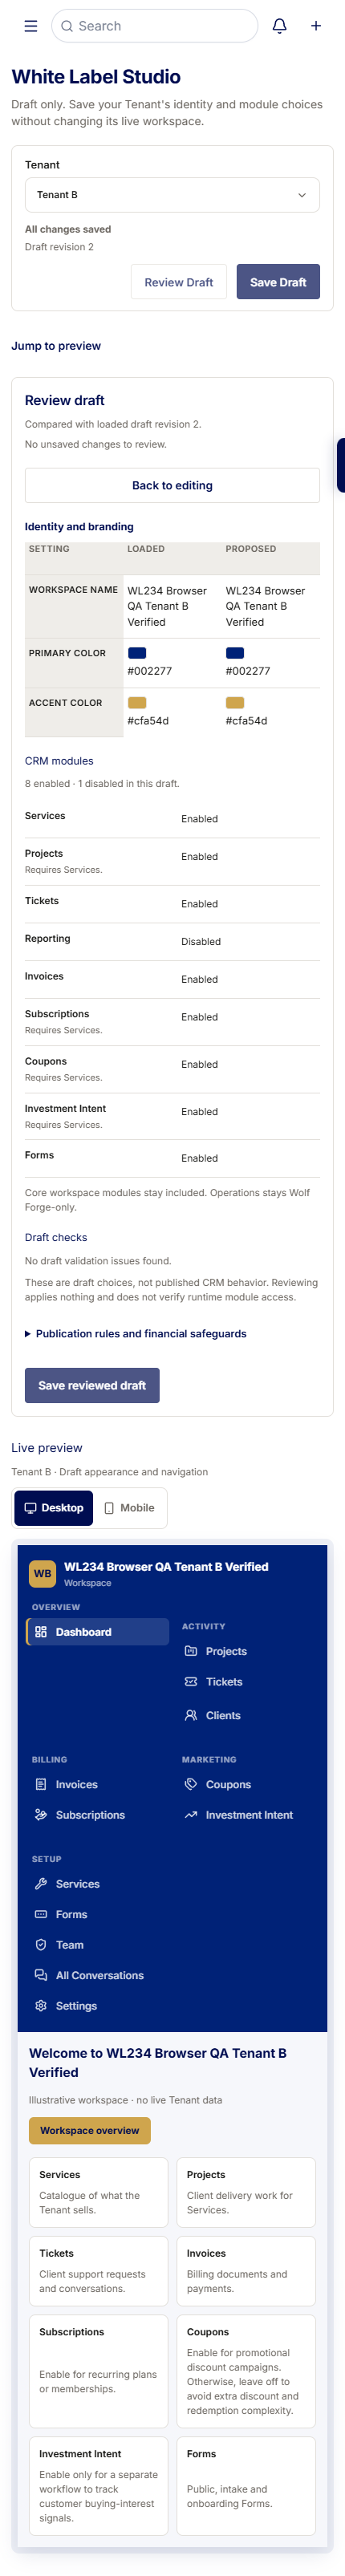 Search
White Label Studio
Draft only. Save your Tenant's identity and module choices
without changing its live workspace.
Tenant
Tenant B
All changes saved
Draft revision 2
Review Draft
Save Draft
Jump to preview
Review draft
Compared with loaded draft revision 2.
No unsaved changes to review.
Back to editing
Identity and branding
SETTING LOADED PROPOSED
WORKSPACE NAME
WL234 Browser
QA Tenant B
Verified
WL234 Browser
QA Tenant B
Verified
PRIMARY COLOR
#002277
#002277
ACCENT COLOR
#cfa54d
#cfa54d
CRM modules
8 enabled · 1 disabled in this draft.
Services
Enabled
Projects
Requires Services.
Enabled
Tickets
Enabled
Reporting
Disabled
Invoices
Enabled
Subscriptions
Requires Services.
Enabled
Coupons
Requires Services.
Enabled
Investment Intent
Requires Services.
Enabled
Forms
Enabled
Core workspace modules stay included. Operations stays Wolf
Forge-only.
Draft checks
No draft validation issues found.
These are draft choices, not published CRM behavior. Reviewing
applies nothing and does not verify runtime module access.
Publication rules and financial safeguards
Save reviewed draft
Live preview
Tenant B · Draft appearance and navigation
Desktop
Mobile
WB
WL234 Browser QA Tenant B Verified
Workspace
OVERVIEW
Dashboard
ACTIVITY
Projects
Tickets
Clients
BILLING
Invoices
Subscriptions
MARKETING
Coupons
Investment Intent
SETUP
Services
Forms
Team
All Conversations
Settings
Welcome to WL234 Browser QA Tenant B
Verified
Illustrative workspace · no live Tenant data
Workspace overview
Services
Catalogue of what the
Tenant sells.
Projects
Client delivery work for
Services.
Tickets
Client support requests
and conversations.
Invoices
Billing documents and
payments.
Subscriptions
Enable for recurring plans
or memberships.
Coupons
Enable for promotional
discount campaigns.
Otherwise, leave off to
avoid extra discount and
redemption complexity.
Investment Intent
Enable only for a separate
workflow to track
customer buying-interest
signals.
Forms
Public, intake and
onboarding Forms.